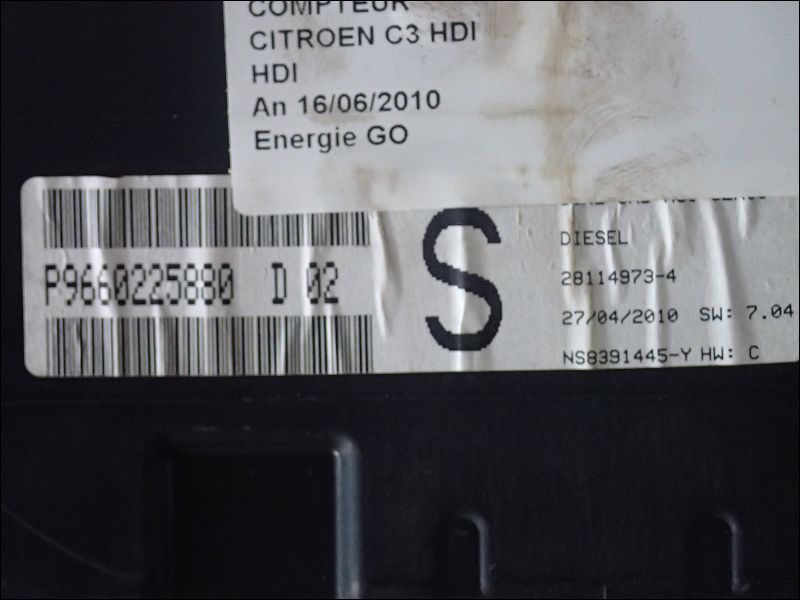 COMPTEUR
CITROEN C3 HDI
HDI
An 16/06/2010
Energie GO
P9660225880 D 02
S
DIESEL
28114973-4
27/04/2010 SW: 7.04
NS8391445-Y HW: C